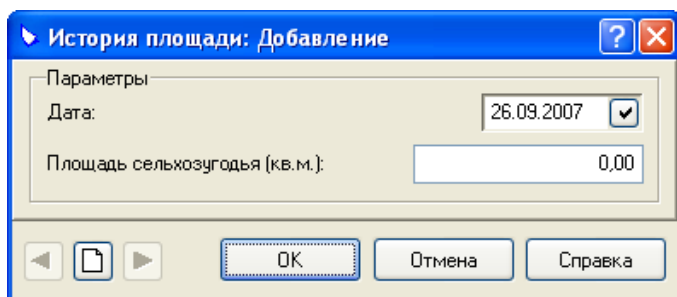 История площади: Добавление
Параметры
Дата: 26.09.2007
Площадь сельхозугодья (кв.м.): 0,00
OK Отмена Справка